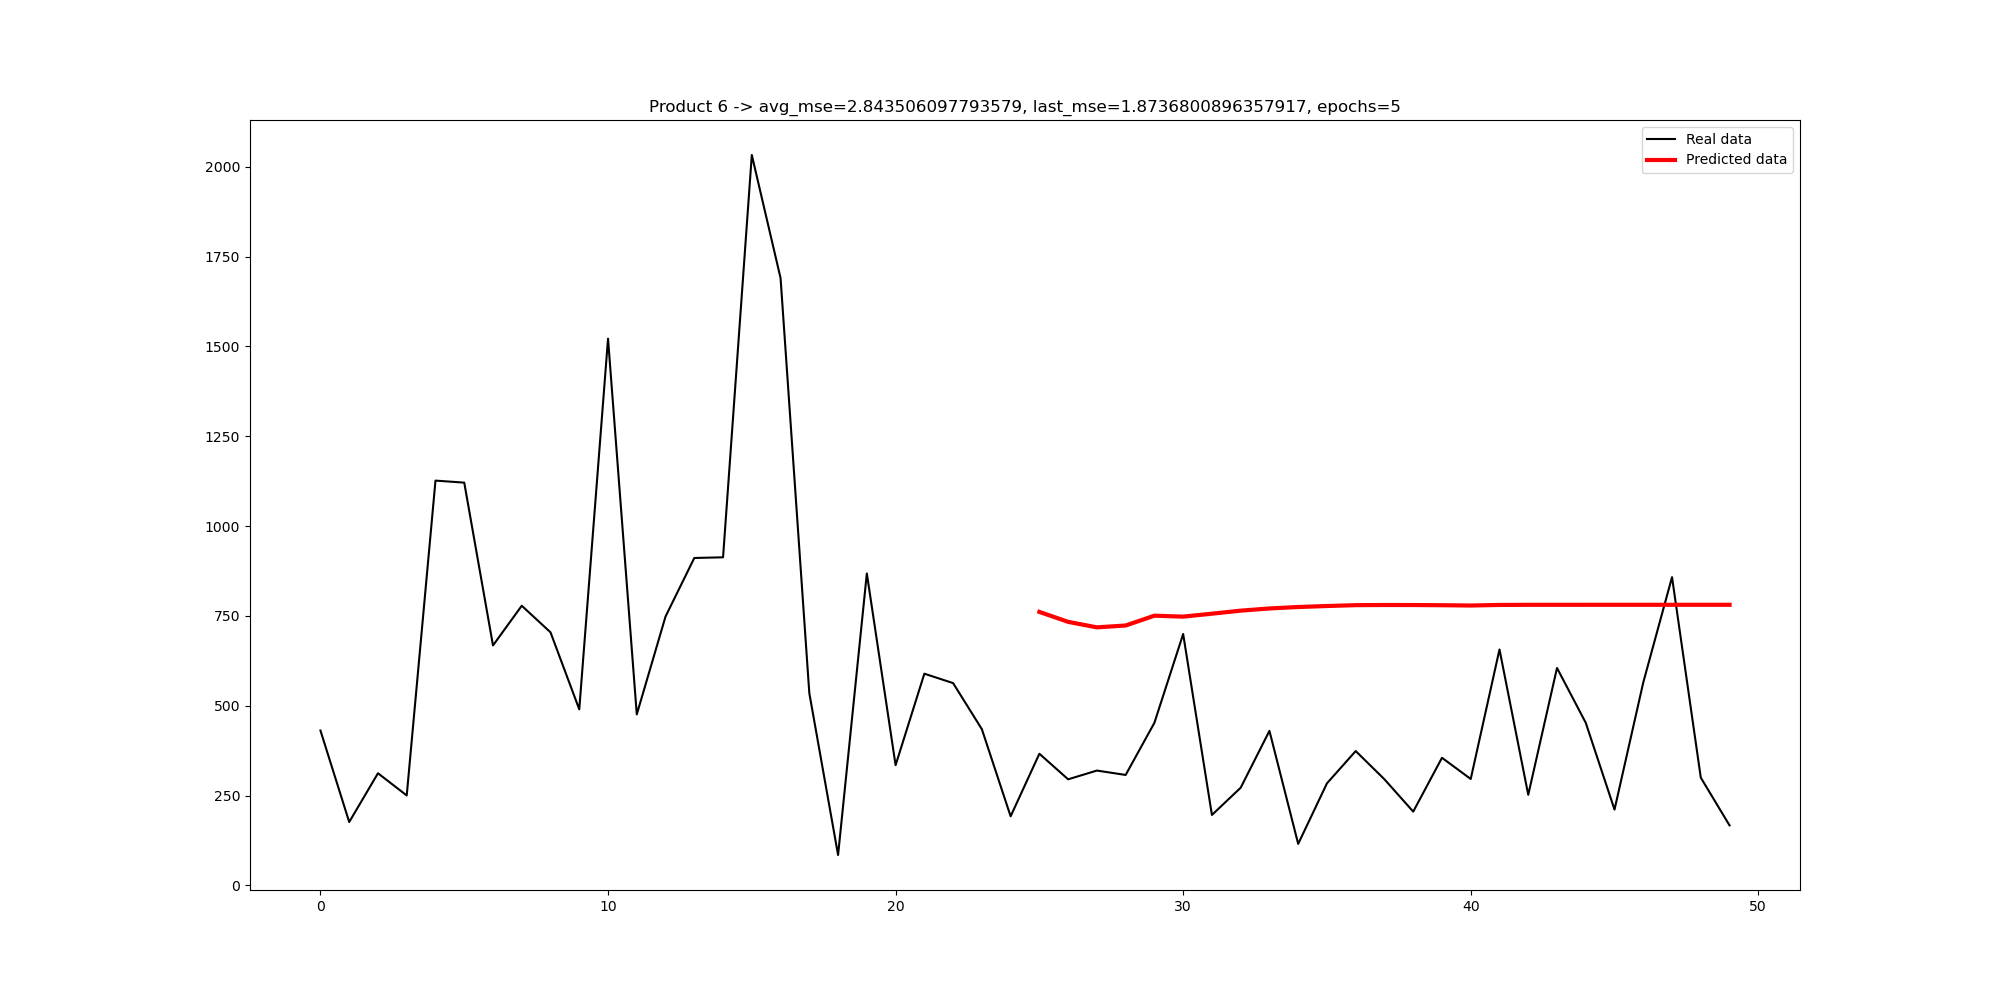 Product 6 -> avg_mse=2.843506097793579, last_mse=1.8736800896357917, epochs=5
Real data
Predicted data
2000
1750
1500
1250
1000
750
500
250
0
0 10 20 30 40 50